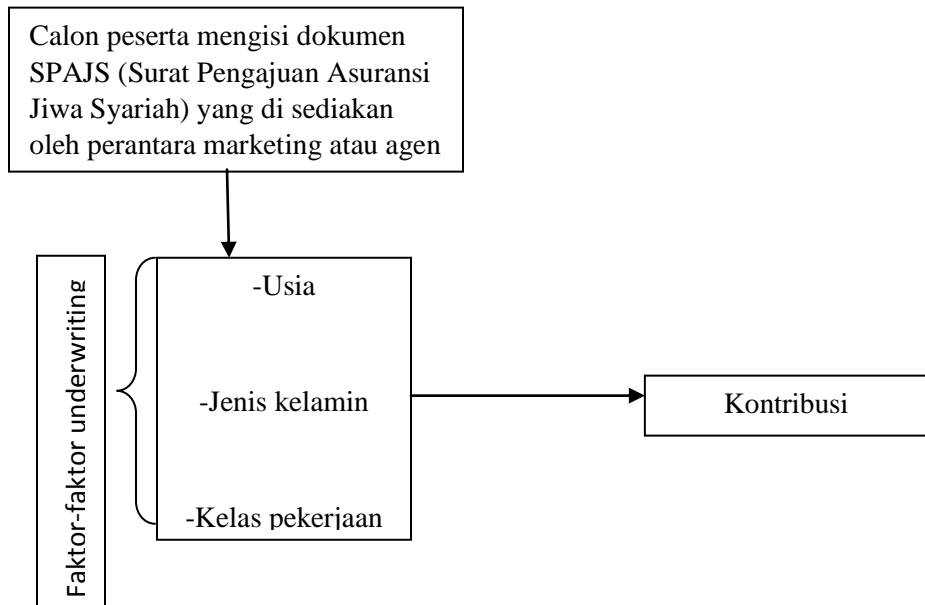 Calon peserta mengisi dokumen
SPAJS (Surat Pengajuan Asuransi
Jiwa Syariah) yang di sediakan
oleh perantara marketing atau agen
Faktor-faktor underwriting
-Usia
-Jenis kelamin
-Kelas pekerjaan
Kontribusi